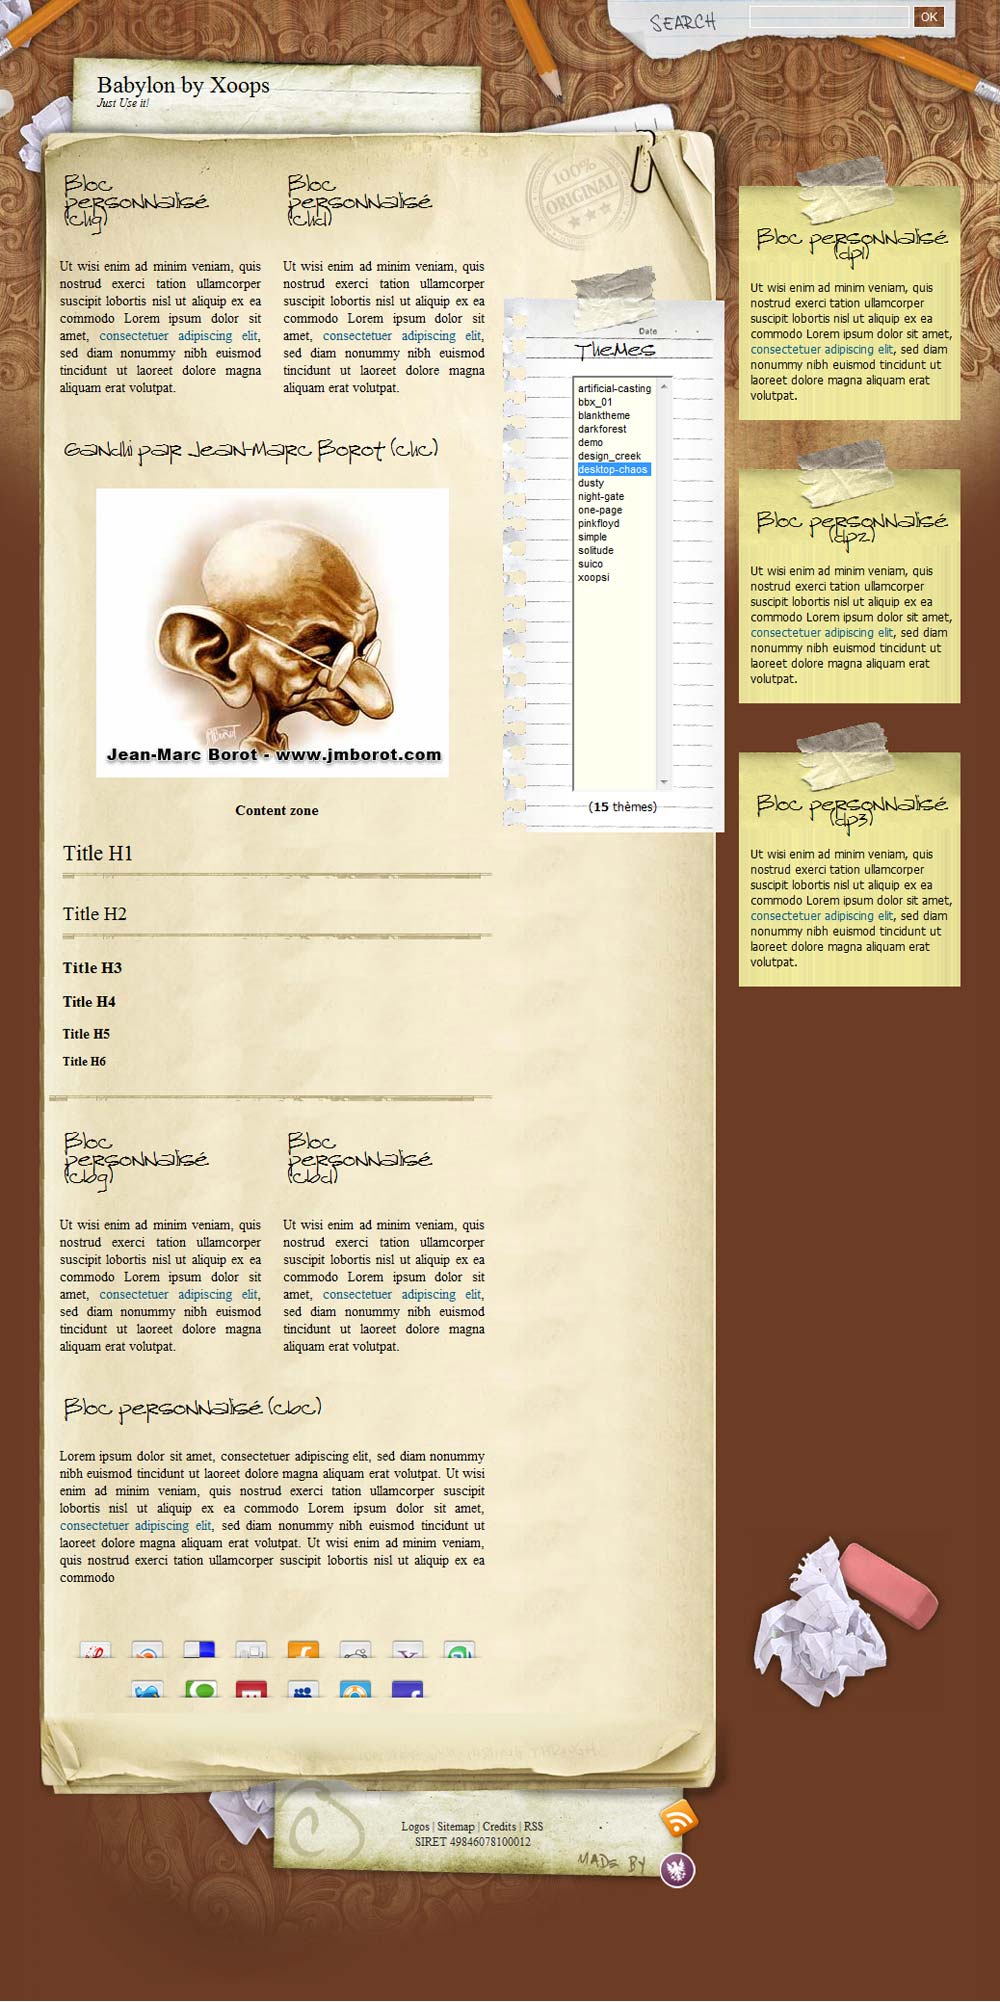 SEARCH
OK
Babylon by Xoops
Just Use it!
100%
ORIGINAL
Bloc
personnalisé
(chg)
Ut wisi enim ad minim veniam, quis
nostrud exerci tation ullamcorper
suscipit lobortis nisl ut aliquip ex ea
commodo Lorem ipsum dolor sit
amet, consectetuer adipiscing elit,
sed diam nonummy nibh euismod
tincidunt ut laoreet dolore magna
aliquam erat volutpat.
Bloc
personnalisé
(chd)
Ut wisi enim ad minim veniam, quis
nostrud exerci tation ullamcorper
suscipit lobortis nisl ut aliquip ex ea
commodo Lorem ipsum dolor sit
amet, consectetuer adipiscing elit,
sed diam nonummy nibh euismod
tincidunt ut laoreet dolore magna
aliquam erat volutpat.
Gandhi par Jean-Marc Borot (chc)
Jean-Marc Borot - www.jmborot.com
Content zone
Title H1
Title H2
Title H3
Title H4
Title H5
Title H6
Bloc
personnalisé
(cbg)
Ut wisi enim ad minim veniam, quis
nostrud exerci tation ullamcorper
suscipit lobortis nisl ut aliquip ex ea
commodo Lorem ipsum dolor sit
amet, consectetuer adipiscing elit,
sed diam nonummy nibh euismod
tincidunt ut laoreet dolore magna
aliquam erat volutpat.
Bloc
personnalisé
(cbd)
Ut wisi enim ad minim veniam, quis
nostrud exerci tation ullamcorper
suscipit lobortis nisl ut aliquip ex ea
commodo Lorem ipsum dolor sit
amet, consectetuer adipiscing elit,
sed diam nonummy nibh euismod
tincidunt ut laoreet dolore magna
aliquam erat volutpat.
Bloc personnalisé (cbc)
Lorem ipsum dolor sit amet, consectetuer adipiscing elit, sed diam nonummy
nibh euismod tincidunt ut laoreet dolore magna aliquam erat volutpat. Ut wisi
enim ad minim veniam, quis nostrud exerci tation ullamcorper suscipit
lobortis nisl ut aliquip ex ea commodo Lorem ipsum dolor sit amet,
consectetuer adipiscing elit, sed diam nonummy nibh euismod tincidunt ut
laoreet dolore magna aliquam erat volutpat. Ut wisi enim ad minim veniam,
quis nostrud exerci tation ullamcorper suscipit lobortis nisl ut aliquip ex ea
commodo
Date
Themes
artificial-casting
bbx_01
blanktheme
darkforest
demo
design_creek
desktop-chaos
dusty
night-gate
one-page
pinkfloyd
simple
solitude
suico
xoopsi
(15 thèmes)
Bloc personnalisé
(dp1)
Ut wisi enim ad minim veniam, quis
nostrud exerci tation ullamcorper
suscipit lobortis nisl ut aliquip ex ea
commodo Lorem ipsum dolor sit amet,
consectetuer adipiscing elit, sed diam
nonummy nibh euismod tincidunt ut
laoreet dolore magna aliquam erat
volutpat.
Bloc personnalisé
(dp2)
Ut wisi enim ad minim veniam, quis
nostrud exerci tation ullamcorper
suscipit lobortis nisl ut aliquip ex ea
commodo Lorem ipsum dolor sit amet,
consectetuer adipiscing elit, sed diam
nonummy nibh euismod tincidunt ut
laoreet dolore magna aliquam erat
volutpat.
Bloc personnalisé
(dp3)
Ut wisi enim ad minim veniam, quis
nostrud exerci tation ullamcorper
suscipit lobortis nisl ut aliquip ex ea
commodo Lorem ipsum dolor sit amet,
consectetuer adipiscing elit, sed diam
nonummy nibh euismod tincidunt ut
laoreet dolore magna aliquam erat
volutpat.
Logos | Sitemap | Credits | RSS
SIRET 49846078100012
MADE BY